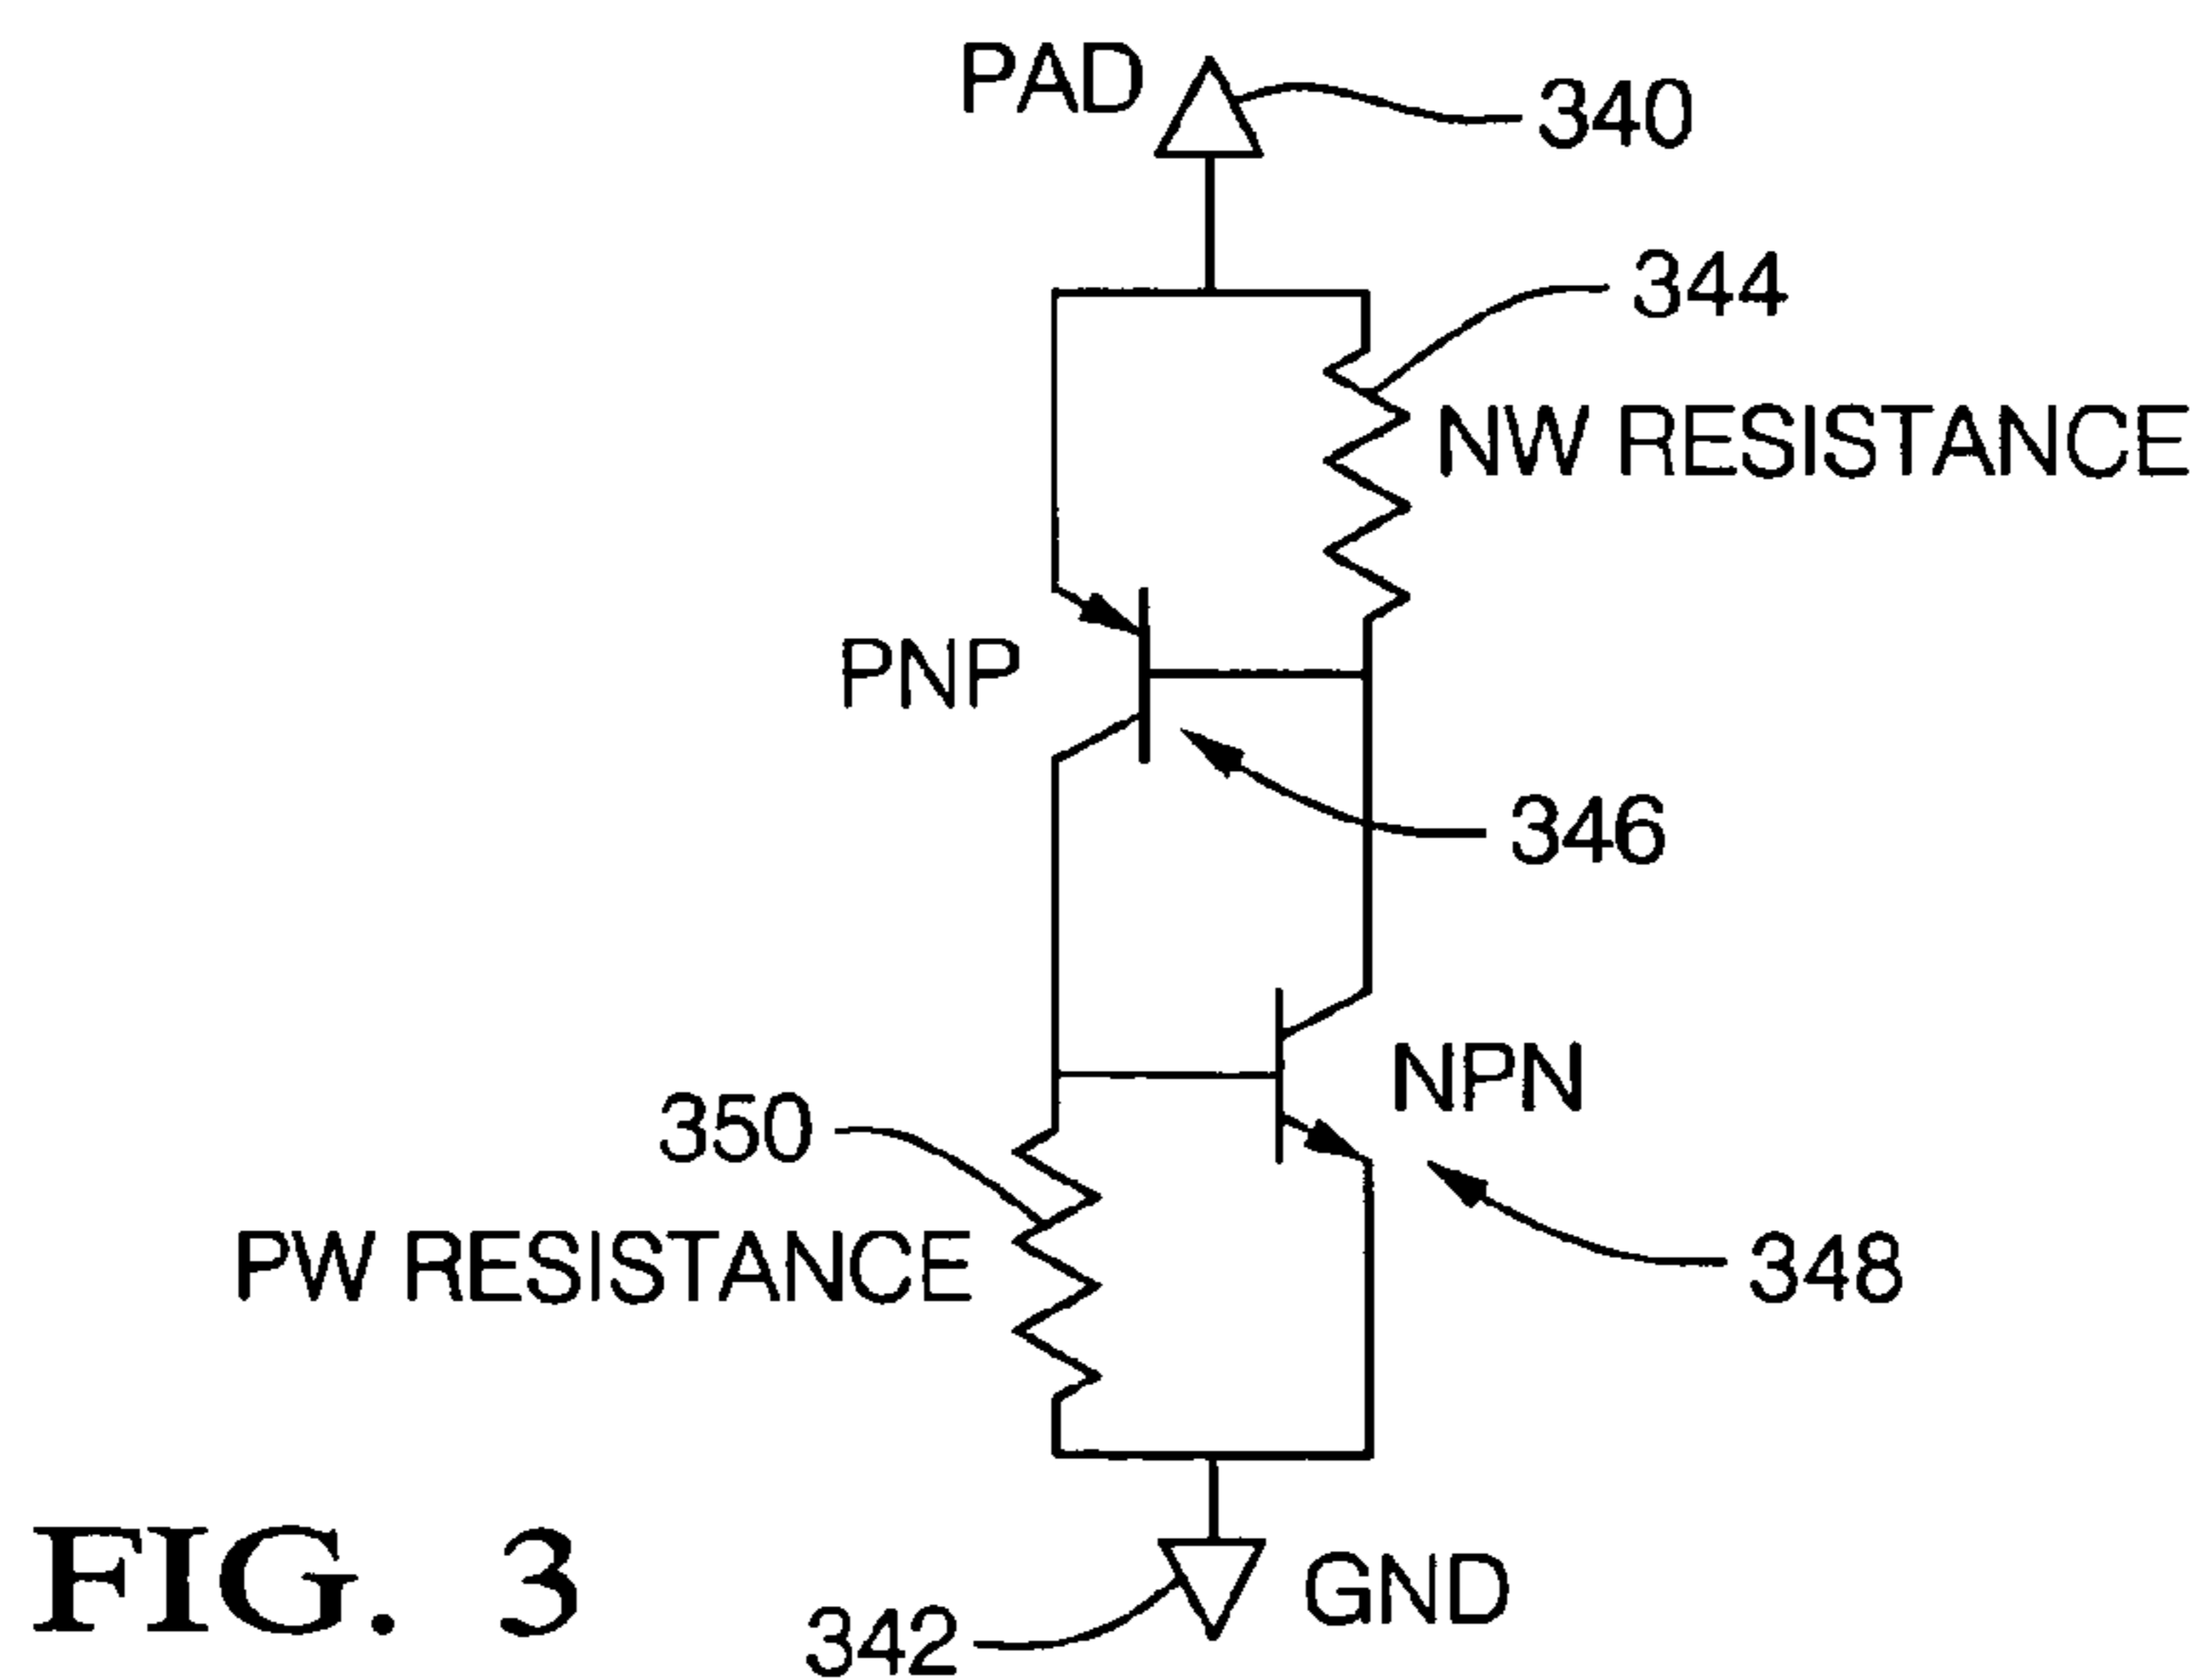 PAD
340
344
NW RESISTANCE
PNP
346
NPN
350
PW RESISTANCE
348
FIG. 3
GND
342